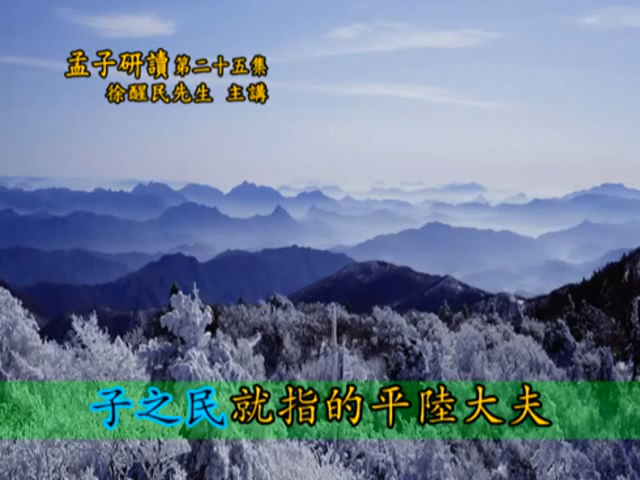 孟子研讀第二十五集
徐醒民先生 主講
子之民就指的平陸大夫